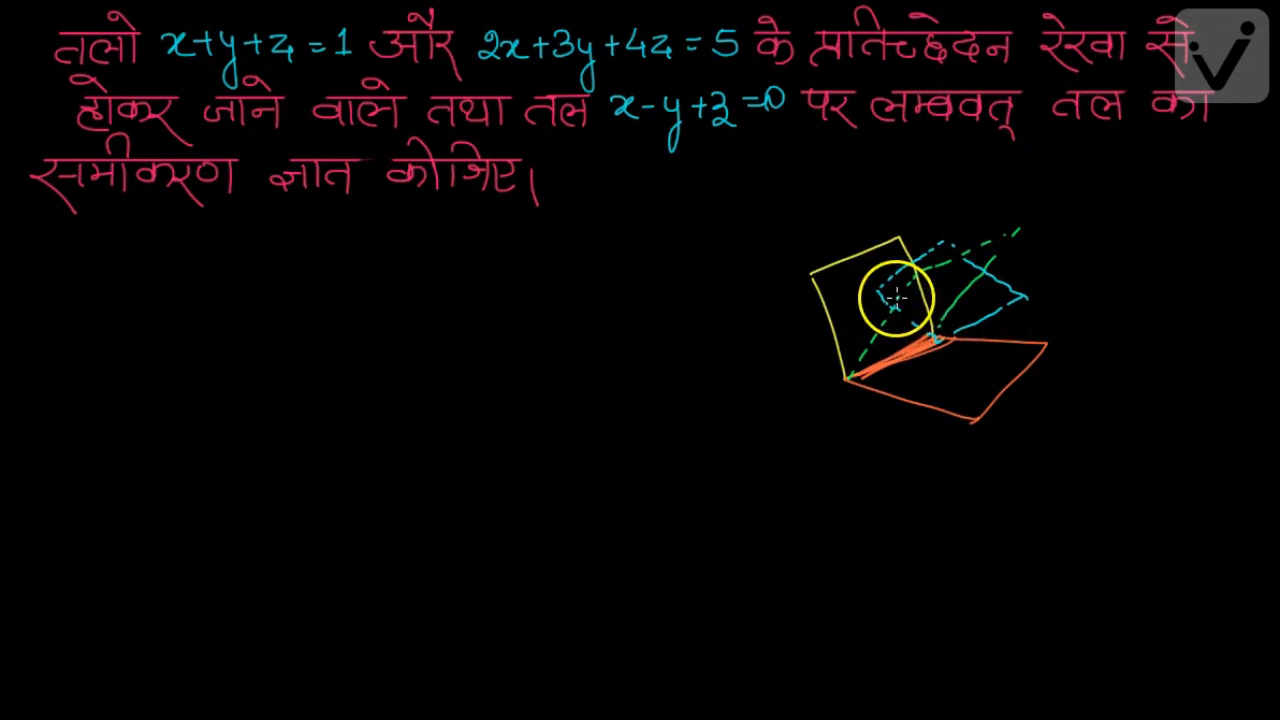 तलो x+y+z=1 और 2x+3y+4z=5 के प्रतिच्छेदन रेखा से
होकर जाने वाले तथा तल x-y+z=0 पर लम्बवत् तल का
समीकरण ज्ञात कीजिए।